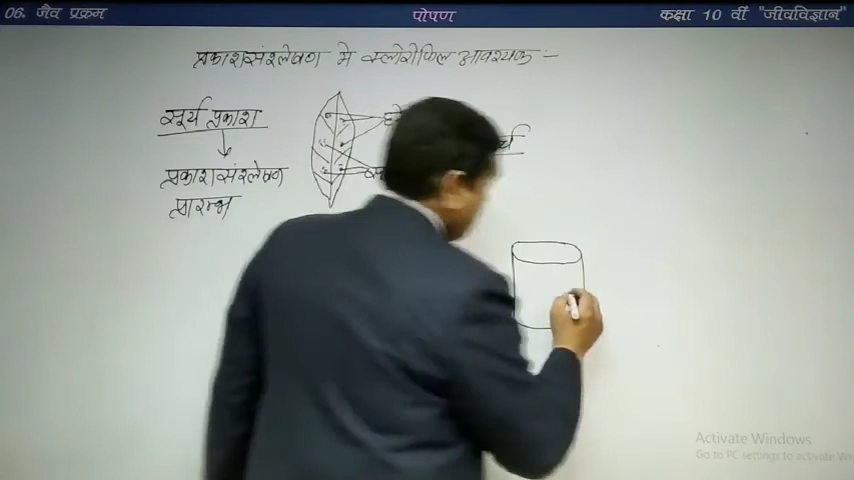 06. जैव प्रक्रम
पोषण
कक्षा 10 वीं "जीवविज्ञान"
प्रकाशसंश्लेषण मे क्लोरोफिल आवश्यक :-
सूर्य प्रकाश
प्रकाशसंश्लेषण
प्रारम्भ
Activate Windows
Go to PC settings to activate